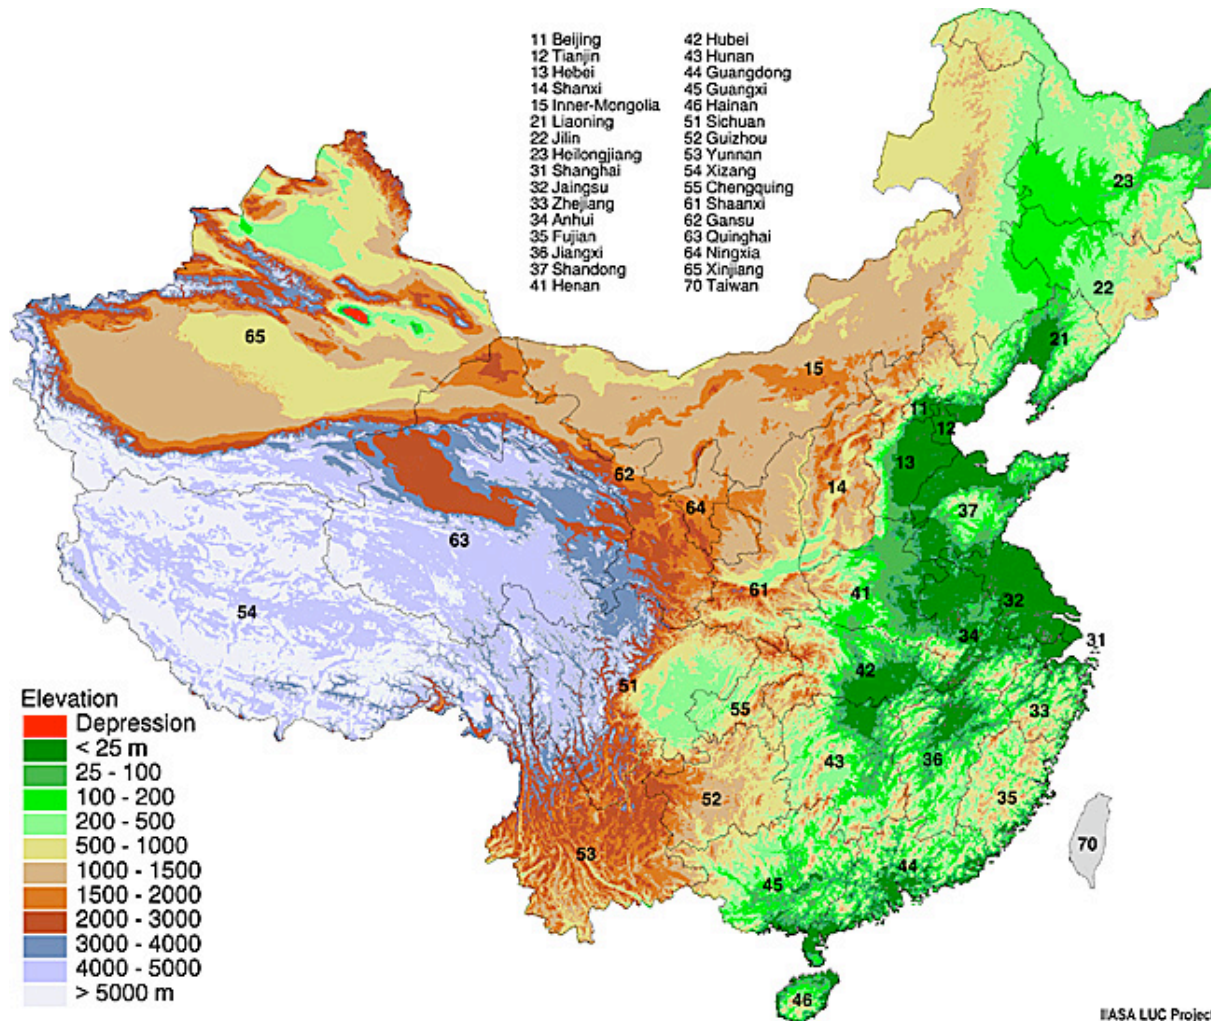 11 Beijing
12 Tianjin
13 Hebei
14 Shanxi
15 Inner-Mongolia
21 Liaoning
22 Jilin
23 Heilongjiang
31 Shanghai
32 Jaingsu
33 Zhejiang
34 Anhui
35 Fujian
36 Jiangxi
37 Shandong
41 Henan
42 Hubei
43 Hunan
44 Guangdong
45 Guangxi
46 Hainan
51 Sichuan
52 Guizhou
53 Yunnan
54 Xizang
55 Chengquing
61 Shaanxi
62 Gansu
63 Quinghai
64 Ningxia
65 Xinjiang
70 Taiwan
23
22
65
21
15
11
12
13
62
14
64
37
63
61
41
32
54
34
31
42
51
55
33
43
36
52
35
70
53
44
45
46
Elevation
Depression
< 25 m
25 - 100
100 - 200
200 - 500
500 - 1000
1000 - 1500
1500 - 2000
2000 - 3000
3000 - 4000
4000 - 5000
> 5000 m
IIASA LUC Project